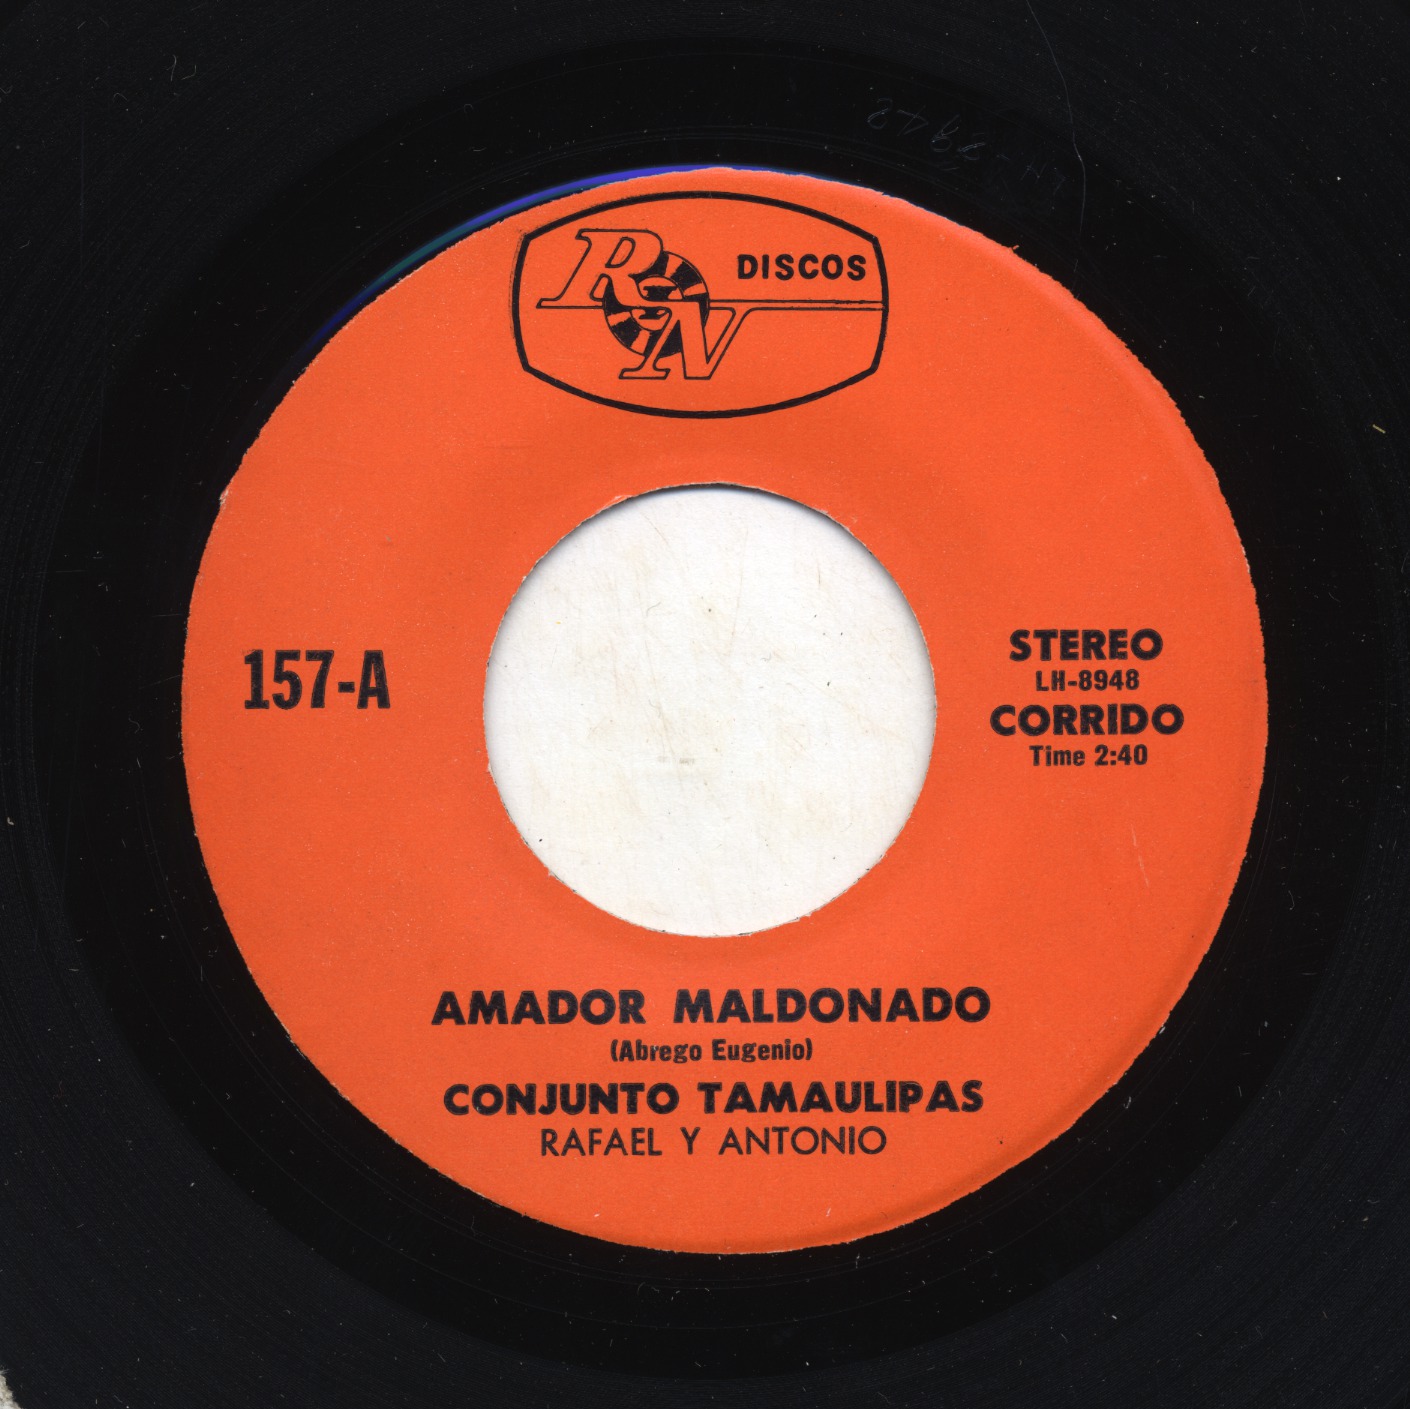 RN DISCOS
157-A
STEREO
LH-8948
CORRIDO
Time 2:40
AMADOR MALDONADO
(Abrego Eugenio)
CONJUNTO TAMAULIPAS
RAFAEL Y ANTONIO